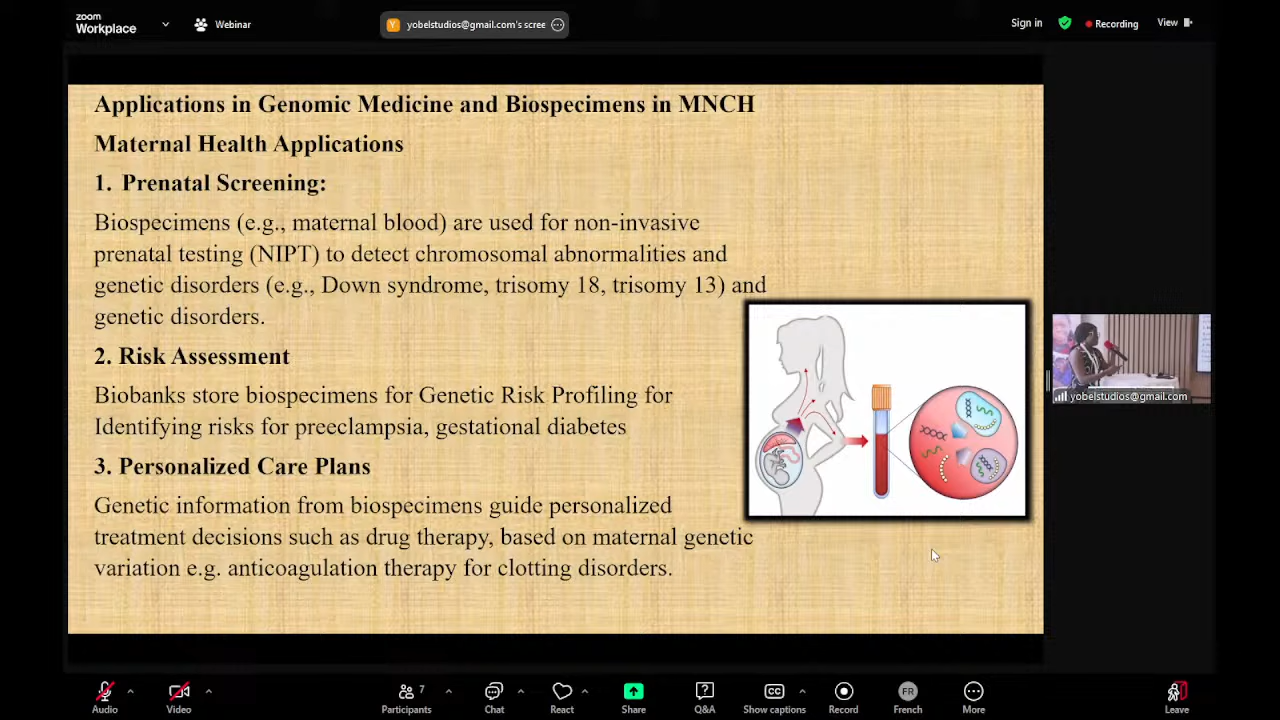 zoom
Workplace
Webinar
Y yobelstudios@gmail.com's scree
Sign in
Recording
View
Applications in Genomic Medicine and Biospecimens in MNCH
Maternal Health Applications
1. Prenatal Screening:
Biospecimens (e.g., maternal blood) are used for non-invasive
prenatal testing (NIPT) to detect chromosomal abnormalities and
genetic disorders (e.g., Down syndrome, trisomy 18, trisomy 13) and
genetic disorders.
2. Risk Assessment
Biobanks store biospecimens for Genetic Risk Profiling for
Identifying risks for preeclampsia, gestational diabetes
3. Personalized Care Plans
Genetic information from biospecimens guide personalized
treatment decisions such as drug therapy, based on maternal genetic
variation e.g. anticoagulation therapy for clotting disorders.
yobelstudios@gmail.com
Audio
Video
Participants
7
Chat
React
Share
Q&A
CC
Show captions
Record
FR
French
More
Leave